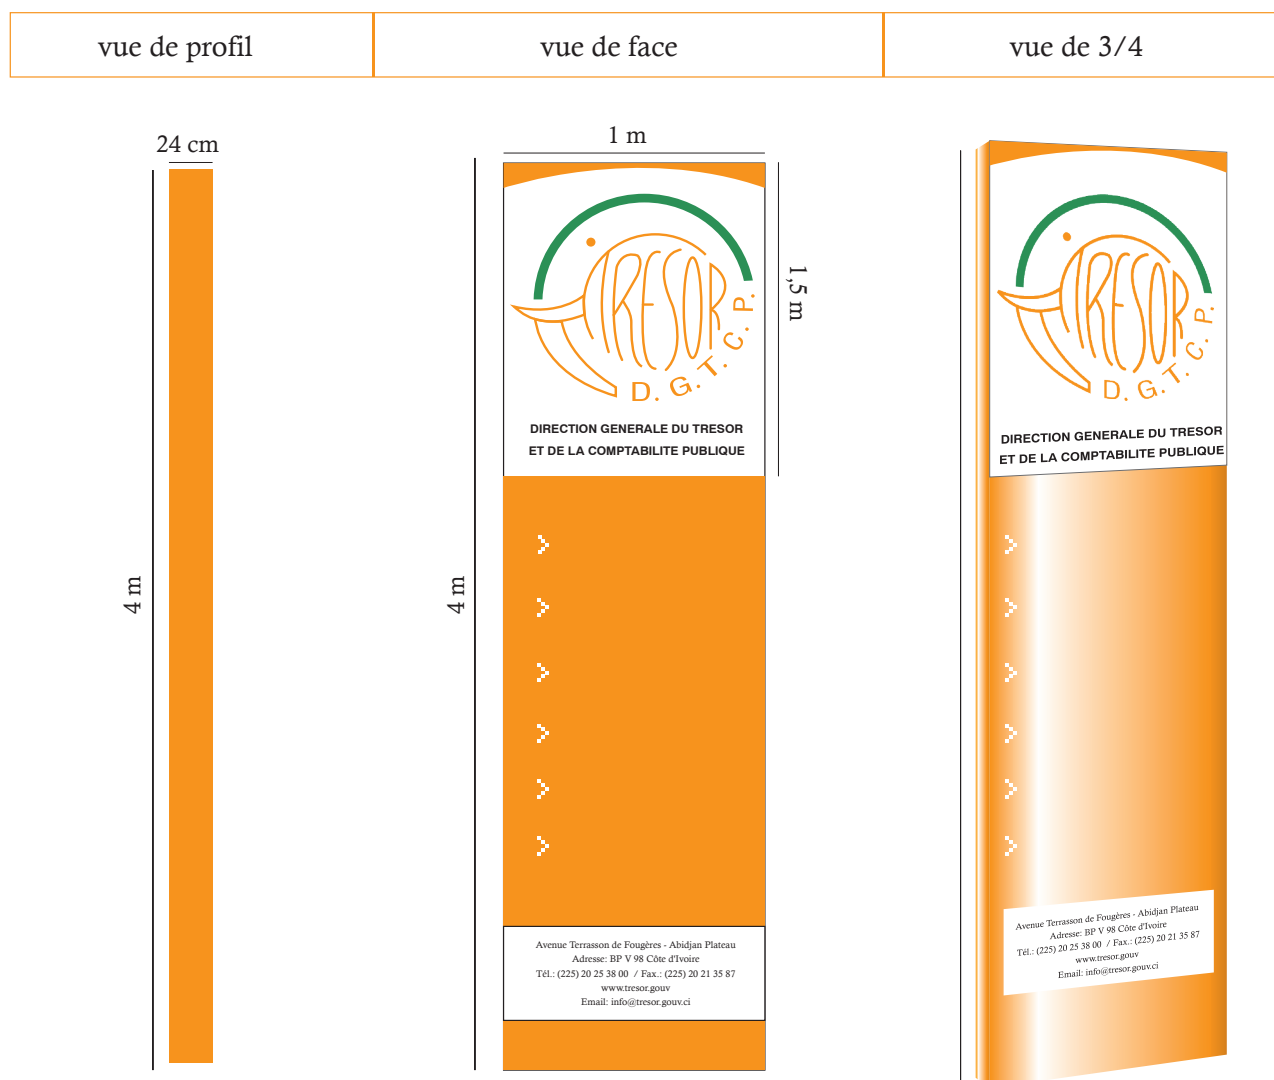 vue de profil
vue de face
vue de 3/4
24 cm
4 m
1 m
4 m
1,5 m
TRESOR
D. G. T. C. P.
DIRECTION GENERALE DU TRESOR
ET DE LA COMPTABILITE PUBLIQUE
Avenue Terrasson de Fougères - Abidjan Plateau
Adresse: BP V 98 Côte d'Ivoire
Tél.: (225) 20 25 38 00 / Fax.: (225) 20 21 35 87
www.tresor.gouv
Email: info@tresor.gouv.ci
TRESOR
D. G. T. C. P.
DIRECTION GENERALE DU TRESOR
ET DE LA COMPTABILITE PUBLIQUE
Avenue Terrasson de Fougères - Abidjan Plateau
Adresse: BP V 98 Côte d'Ivoire
Tél.: (225) 20 25 38 00 / Fax.: (225) 20 21 35 87
www.tresor.gouv
Email: info@tresor.gouv.ci